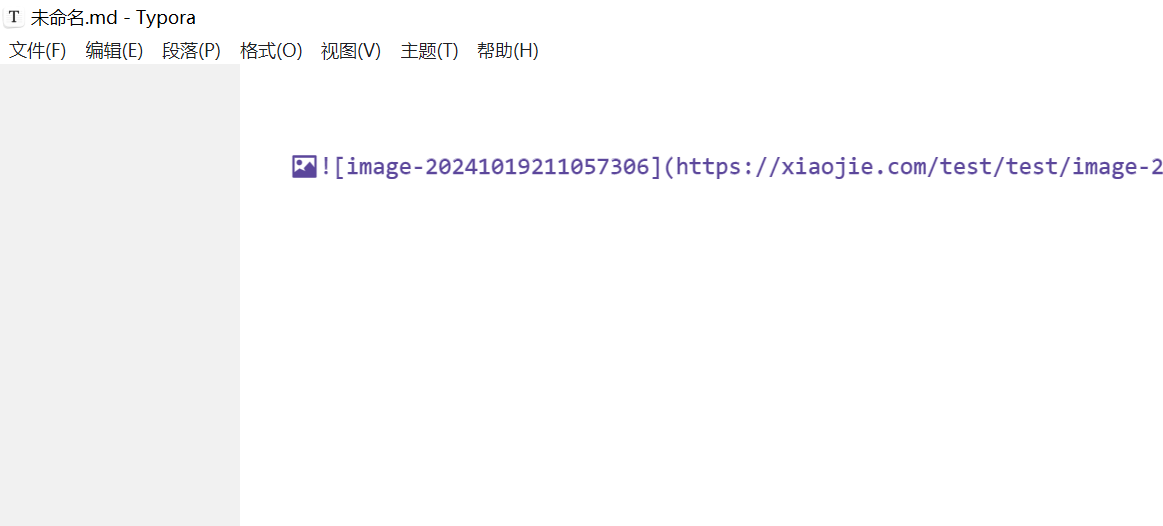 T 未命名.md - Typora
文件(F) 编辑(E) 段落(P) 格式(O) 视图(V) 主题(T) 帮助(H)
![image-20241019211057306](https://xiaojie.com/test/test/image-2